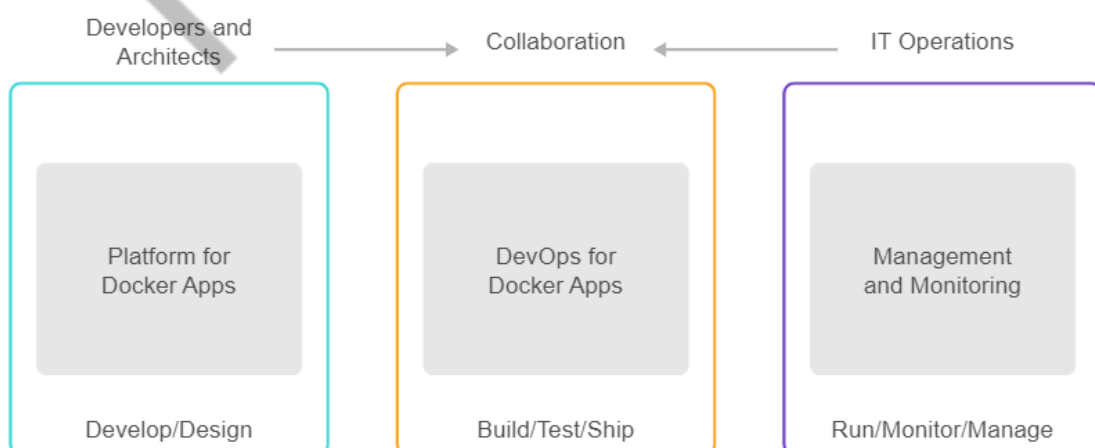 Developers and
Architects
Collaboration
IT Operations
Platform for
Docker Apps
DevOps for
Docker Apps
Management
and Monitoring
Develop/Design
Build/Test/Ship
Run/Monitor/Manage